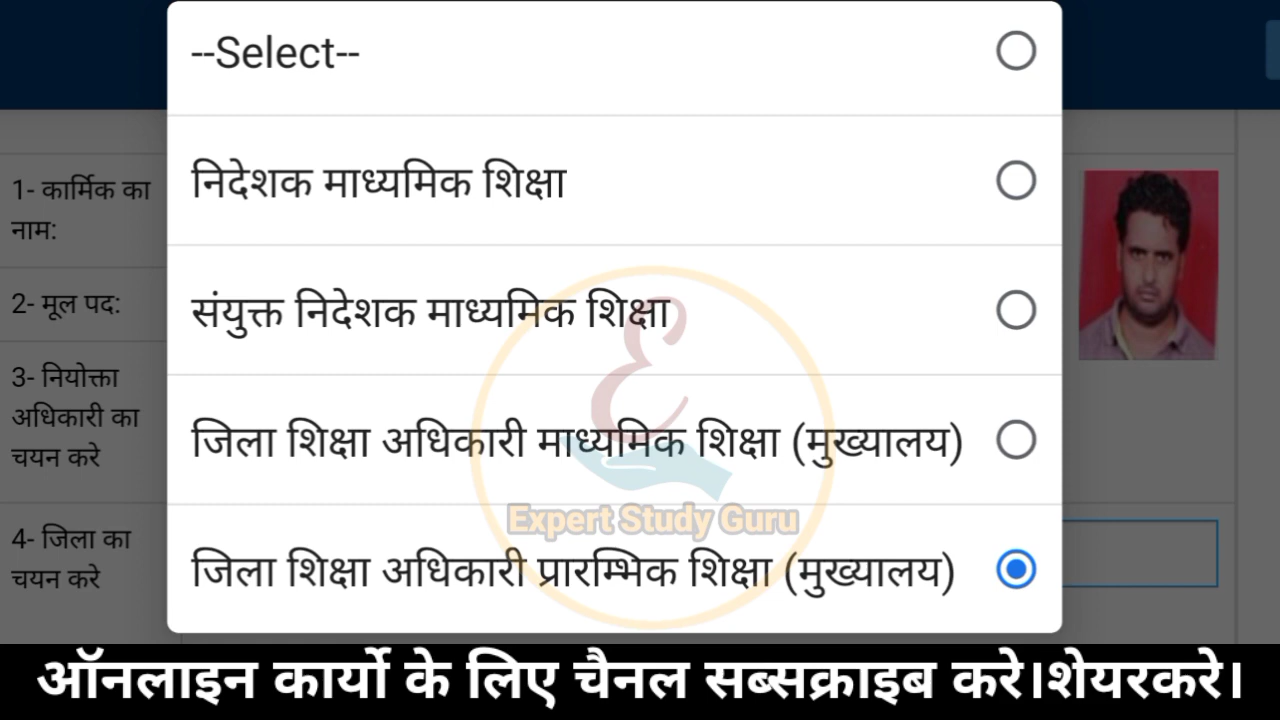 --Select--
निदेशक माध्यमिक शिक्षा
संयुक्त निदेशक माध्यमिक शिक्षा
जिला शिक्षा अधिकारी माध्यमिक शिक्षा (मुख्यालय)
जिला शिक्षा अधिकारी प्रारम्भिक शिक्षा (मुख्यालय)
1- कार्मिक का
नाम:
2- मूल पद:
3- नियोक्ता
अधिकारी का
चयन करे
4- जिला का
चयन करे
Expert Study Guru
ऑनलाइन कार्यो के लिए चैनल सब्सक्राइब करे।शेयरकरे।